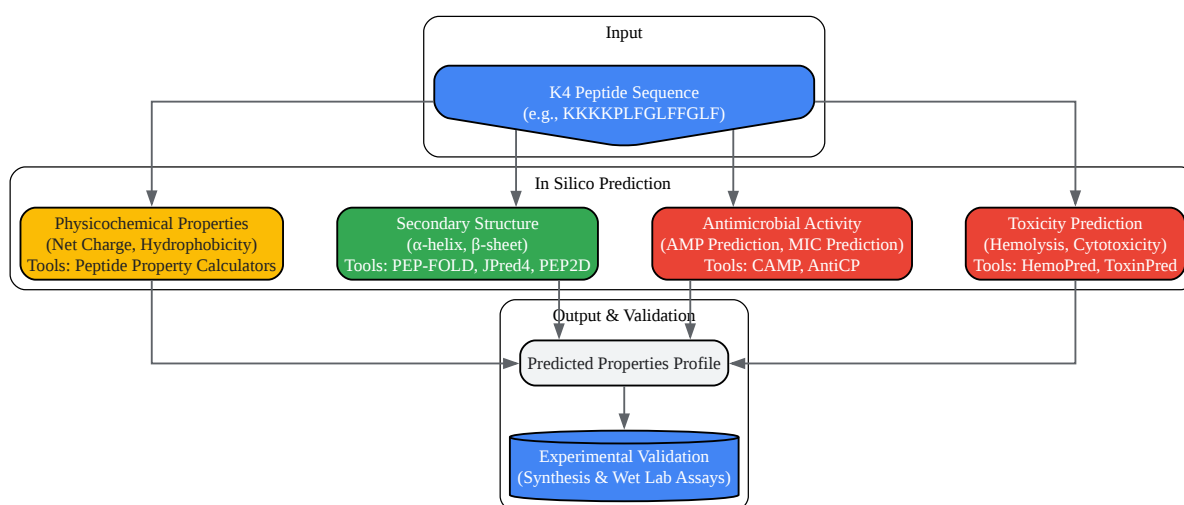 Input
K4 Peptide Sequence
(e.g., KKKKPLFGLFFGLF)
In Silico Prediction
Physicochemical Properties
(Net Charge, Hydrophobicity)
Tools: Peptide Property Calculators
Secondary Structure
(α-helix, β-sheet)
Tools: PEP-FOLD, JPred4, PEP2D
Antimicrobial Activity
(AMP Prediction, MIC Prediction)
Tools: CAMP, AntiCP
Toxicity Prediction
(Hemolysis, Cytotoxicity)
Tools: HemoPred, ToxinPred
Output & Validation
Predicted Properties Profile
Experimental Validation
(Synthesis & Wet Lab Assays)